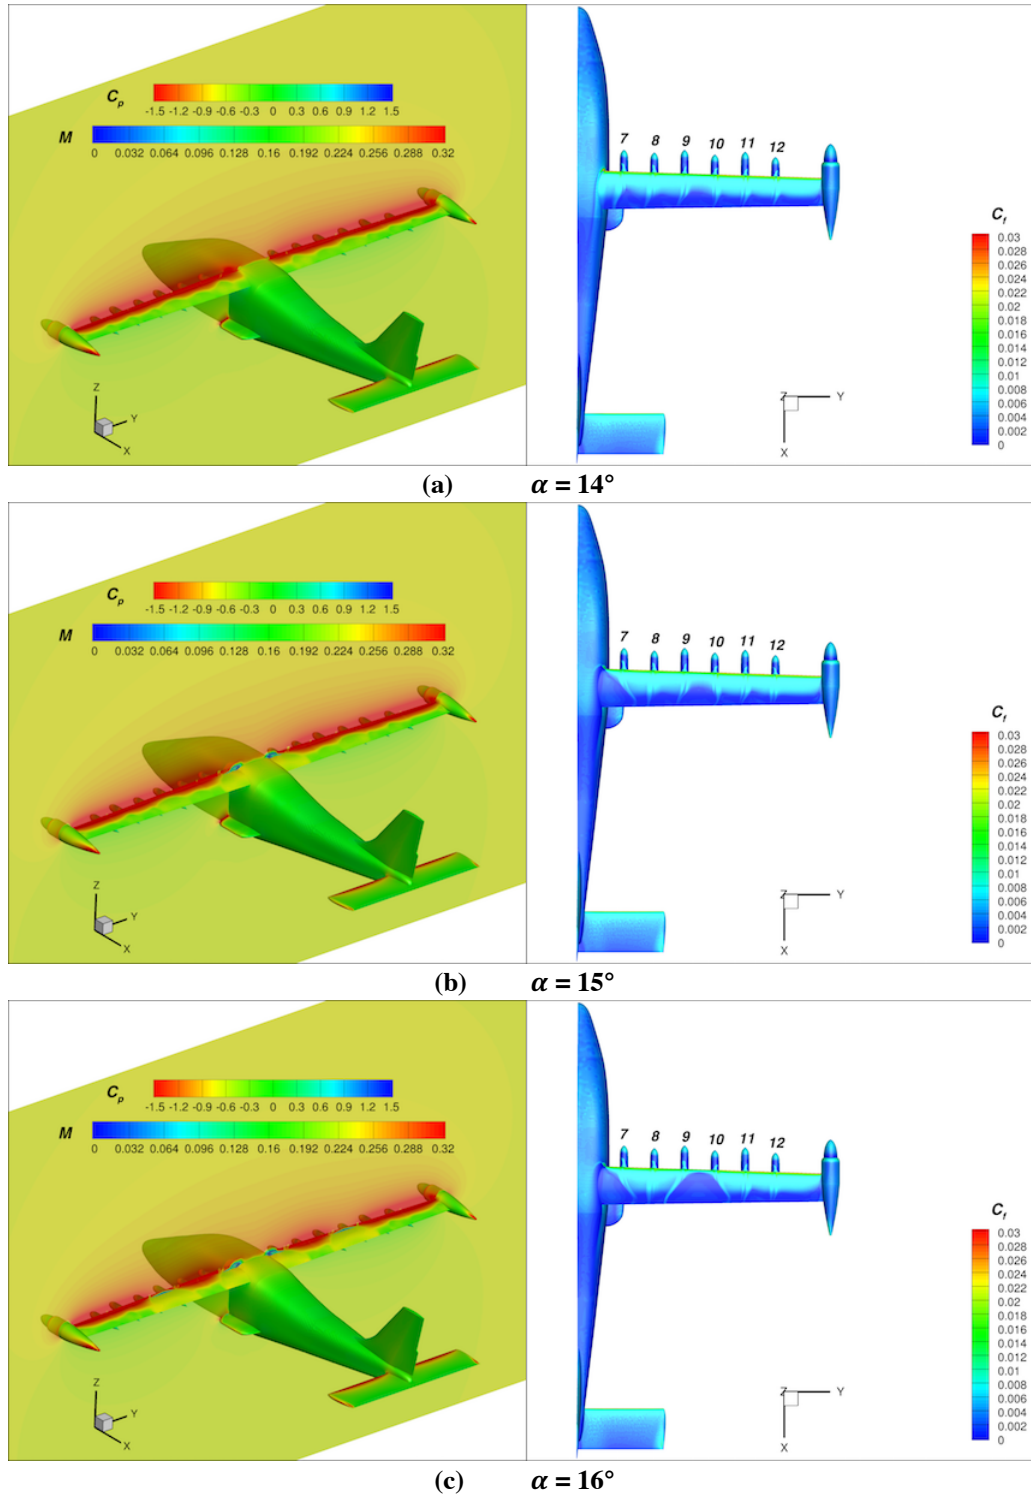 C_p
-1.5 -1.2 -0.9 -0.6 -0.3 0 0.3 0.6 0.9 1.2 1.5
M
0 0.032 0.064 0.096 0.128 0.16 0.192 0.224 0.256 0.288 0.32
Z
Y
X
7 8 9 10 11 12
C_f
0.03
0.028
0.026
0.024
0.022
0.02
0.018
0.016
0.014
0.012
0.01
0.008
0.006
0.004
0.002
0
Z Y
X
(a) α = 14°
C_p
-1.5 -1.2 -0.9 -0.6 -0.3 0 0.3 0.6 0.9 1.2 1.5
M
0 0.032 0.064 0.096 0.128 0.16 0.192 0.224 0.256 0.288 0.32
Z
Y
X
7 8 9 10 11 12
C_f
0.03
0.028
0.026
0.024
0.022
0.02
0.018
0.016
0.014
0.012
0.01
0.008
0.006
0.004
0.002
0
Z Y
X
(b) α = 15°
C_p
-1.5 -1.2 -0.9 -0.6 -0.3 0 0.3 0.6 0.9 1.2 1.5
M
0 0.032 0.064 0.096 0.128 0.16 0.192 0.224 0.256 0.288 0.32
Z
Y
X
7 8 9 10 11 12
C_f
0.03
0.028
0.026
0.024
0.022
0.02
0.018
0.016
0.014
0.012
0.01
0.008
0.006
0.004
0.002
0
Z Y
X
(c) α = 16°